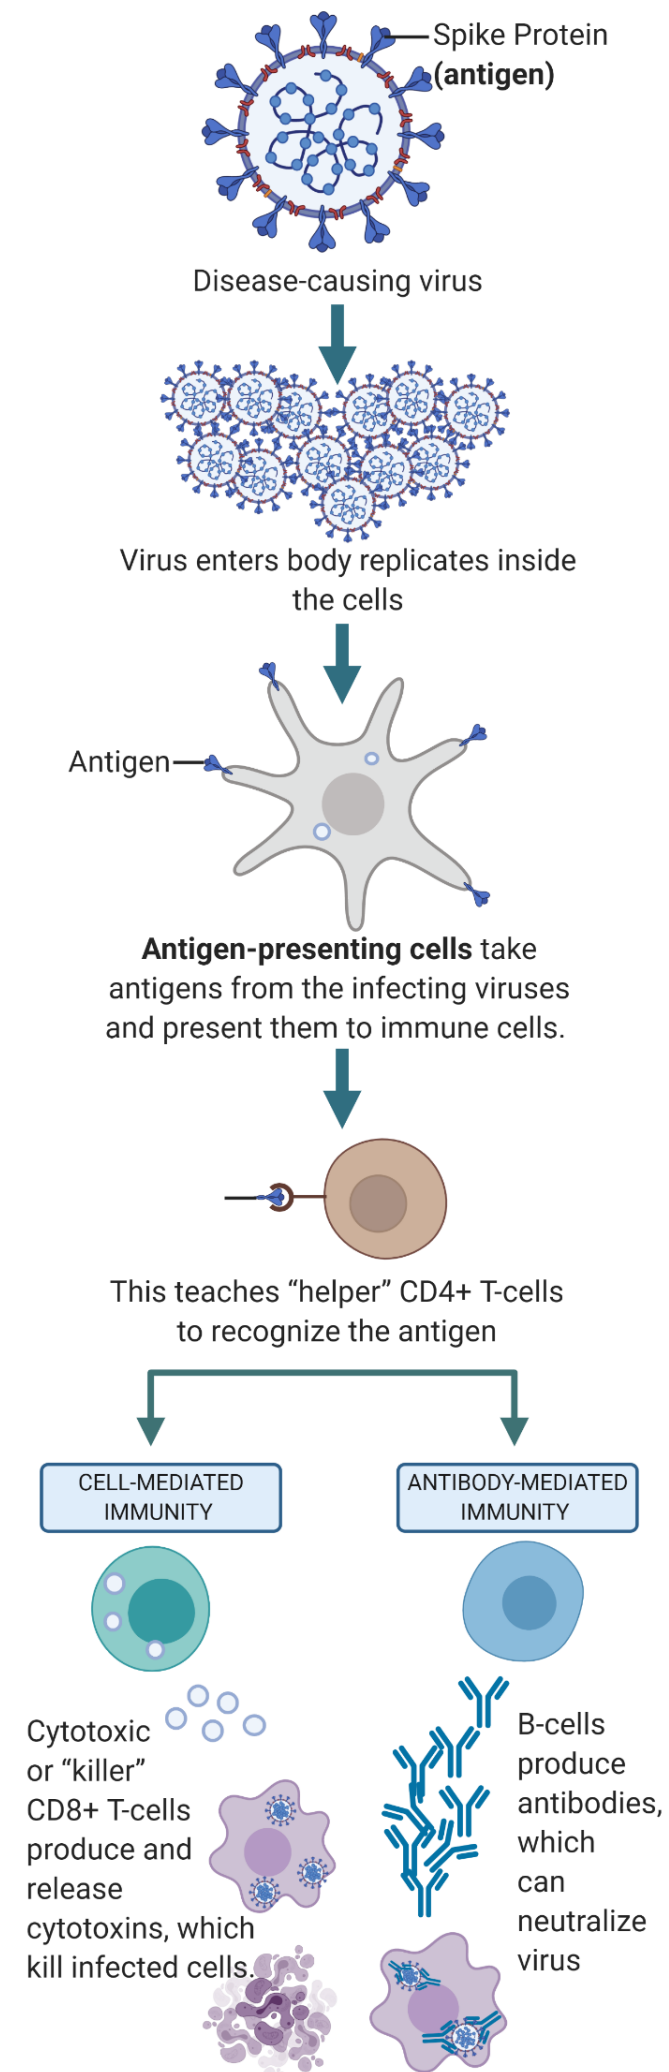 Spike Protein
(antigen)
Disease-causing virus
Virus enters body replicates inside
the cells
Antigen
Antigen-presenting cells take
antigens from the infecting viruses
and present them to immune cells.
This teaches “helper” CD4+ T-cells
to recognize the antigen
CELL-MEDIATED
IMMUNITY
ANTIBODY-MEDIATED
IMMUNITY
Cytotoxic
or “killer”
CD8+ T-cells
produce and
release
cytotoxins, which
kill infected cells.
B-cells
produce
antibodies,
which
can
neutralize
virus